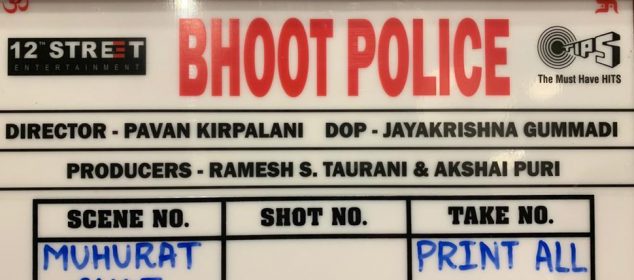 12TH STREET
ENTERTAINMENT
BHOOT POLICE
TIPS
The Must Have HITS
DIRECTOR - PAVAN KIRPALANI DOP - JAYAKRISHNA GUMMADI
PRODUCERS - RAMESH S. TAURANI & AKSHAI PURI
SCENE NO. SHOT NO. TAKE NO.
MUHURAT PRINT ALL